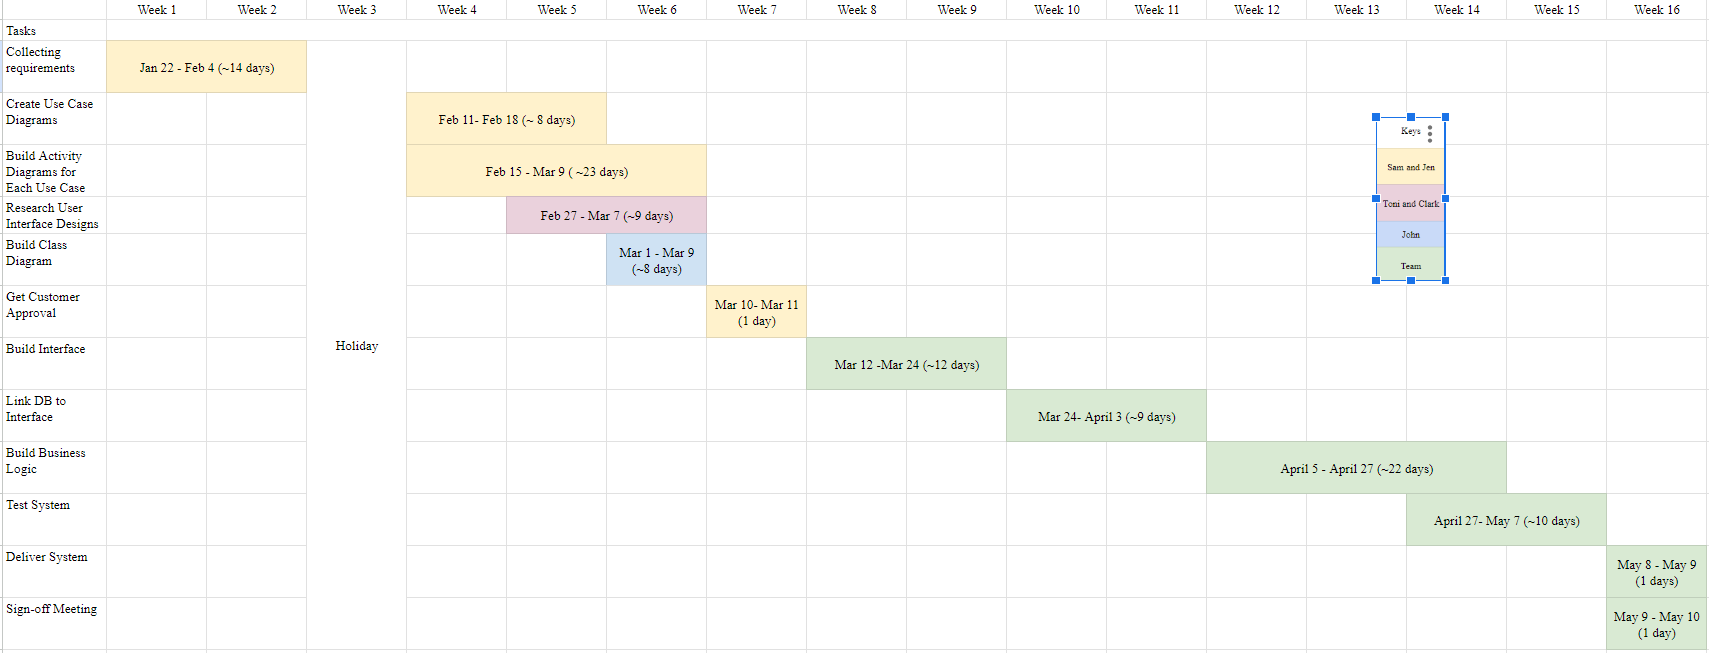 Week 1 Week 2 Week 3 Week 4 Week 5 Week 6 Week 7 Week 8 Week 9 Week 10 Week 11 Week 12 Week 13 Week 14 Week 15 Week 16
Tasks
Collecting
requirements
Jan 22 - Feb 4 (~14 days)
Create Use Case
Diagrams
Feb 11- Feb 18 (~ 8 days)
Build Activity
Diagrams for
Each Use Case
Feb 15 - Mar 9 ( ~23 days)
Research User
Interface Designs
Feb 27 - Mar 7 (~9 days)
Build Class
Diagram
Mar 1 - Mar 9
(~8 days)
Get Customer
Approval
Mar 10- Mar 11
(1 day)
Holiday
Build Interface
Mar 12 -Mar 24 (~12 days)
Link DB to
Interface
Mar 24- April 3 (~9 days)
Build Business
Logic
April 5 - April 27 (~22 days)
Test System
April 27- May 7 (~10 days)
Deliver System
May 8 - May 9
(1 days)
Sign-off Meeting
May 9 - May 10
(1 day)
Keys
Sam and Jen
Toni and Clark
John
Team